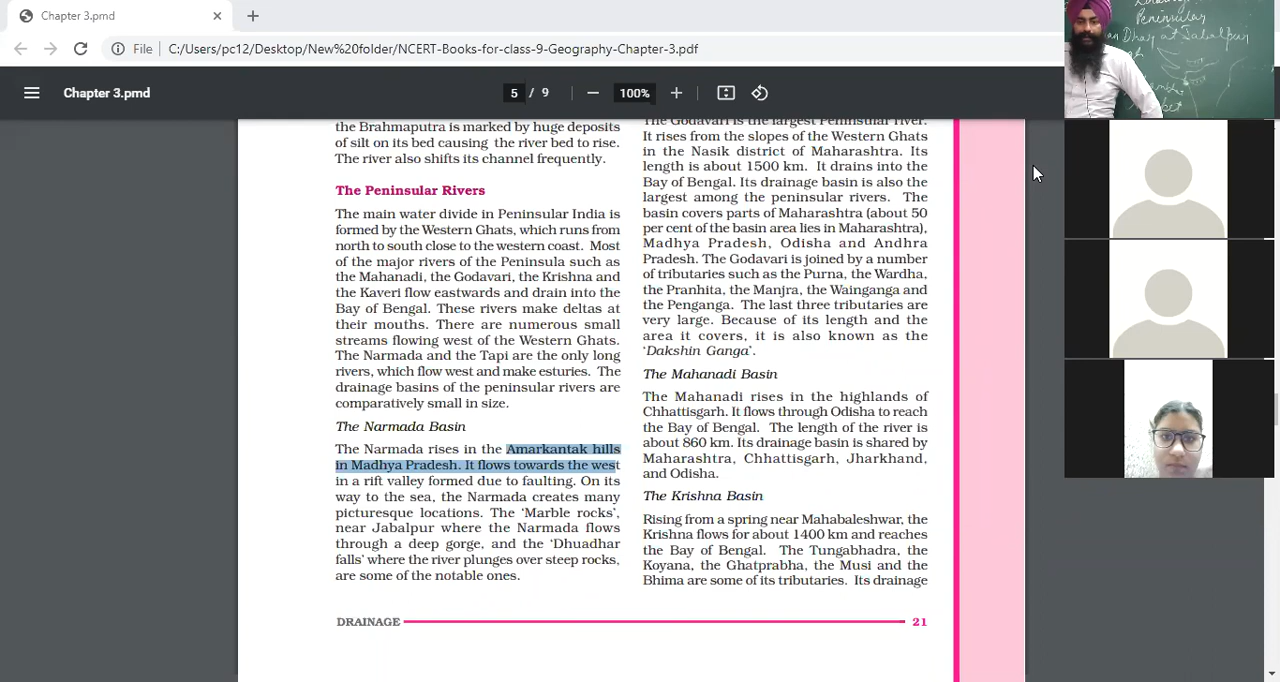 Chapter 3.pmd
File
C:/Users/pc12/Desktop/New%20folder/NCERT-Books-for-class-9-Geography-Chapter-3.pdf
Chapter 3.pmd
5 / 9
100%
the Brahmaputra is marked by huge deposits
of silt on its bed causing the river bed to rise.
The river also shifts its channel frequently.
The Peninsular Rivers
The main water divide in Peninsular India is
formed by the Western Ghats, which runs from
north to south close to the western coast. Most
of the major rivers of the Peninsula such as
the Mahanadi, the Godavari, the Krishna and
the Kaveri flow eastwards and drain into the
Bay of Bengal. These rivers make deltas at
their mouths. There are numerous small
streams flowing west of the Western Ghats.
The Narmada and the Tapi are the only long
rivers, which flow west and make esturies. The
drainage basins of the peninsular rivers are
comparatively small in size.
The Narmada Basin
The Narmada rises in the Amarkantak hills
in Madhya Pradesh. It flows towards the west
in a rift valley formed due to faulting. On its
way to the sea, the Narmada creates many
picturesque locations. The ‘Marble rocks’,
near Jabalpur where the Narmada flows
through a deep gorge, and the ‘Dhuadhar
falls’ where the river plunges over steep rocks,
are some of the notable ones.
The Godavari is the largest Peninsular river.
It rises from the slopes of the Western Ghats
in the Nasik district of Maharashtra. Its
length is about 1500 km. It drains into the
Bay of Bengal. Its drainage basin is also the
largest among the peninsular rivers. The
basin covers parts of Maharashtra (about 50
per cent of the basin area lies in Maharashtra),
Madhya Pradesh, Odisha and Andhra
Pradesh. The Godavari is joined by a number
of tributaries such as the Purna, the Wardha,
the Pranhita, the Manjra, the Wainganga and
the Penganga. The last three tributaries are
very large. Because of its length and the
area it covers, it is also known as the
‘Dakshin Ganga’.
The Mahanadi Basin
The Mahanadi rises in the highlands of
Chhattisgarh. It flows through Odisha to reach
the Bay of Bengal. The length of the river is
about 860 km. Its drainage basin is shared by
Maharashtra, Chhattisgarh, Jharkhand,
and Odisha.
The Krishna Basin
Rising from a spring near Mahabaleshwar, the
Krishna flows for about 1400 km and reaches
the Bay of Bengal. The Tungabhadra, the
Koyana, the Ghatprabha, the Musi and the
Bhima are some of its tributaries. Its drainage
DRAINAGE
21
Peninsular
at Jabalpur